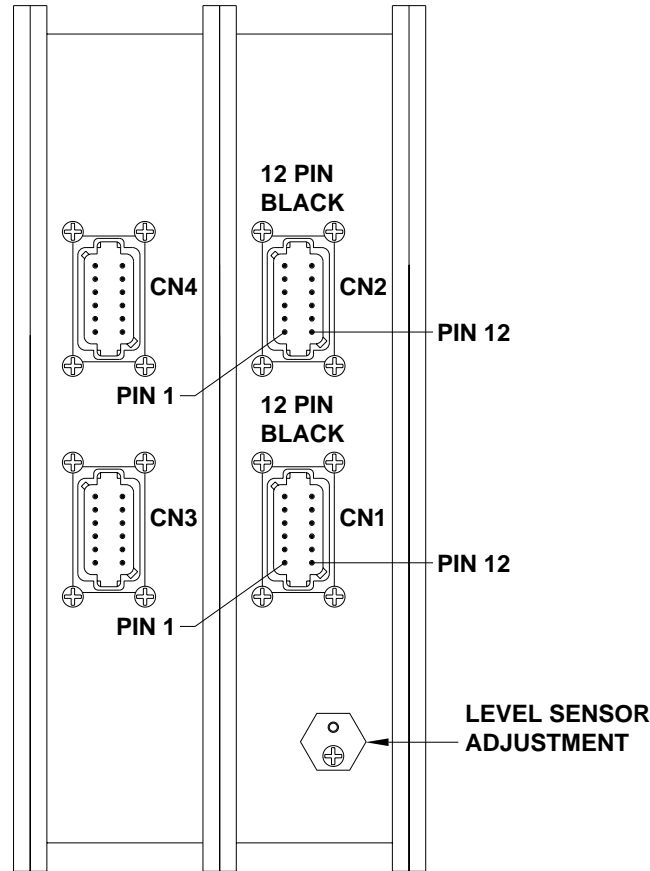 12 PIN
BLACK
CN4
CN2
PIN 12
PIN 1
12 PIN
BLACK
CN3
CN1
PIN 12
PIN 1
LEVEL SENSOR
ADJUSTMENT